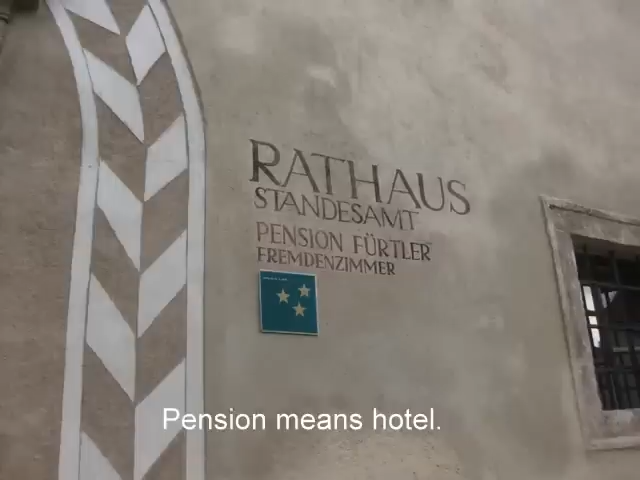 RATHAUS
STANDESAMT
PENSION FÜRTLER
FREMDENZIMMER
Pension means hotel.